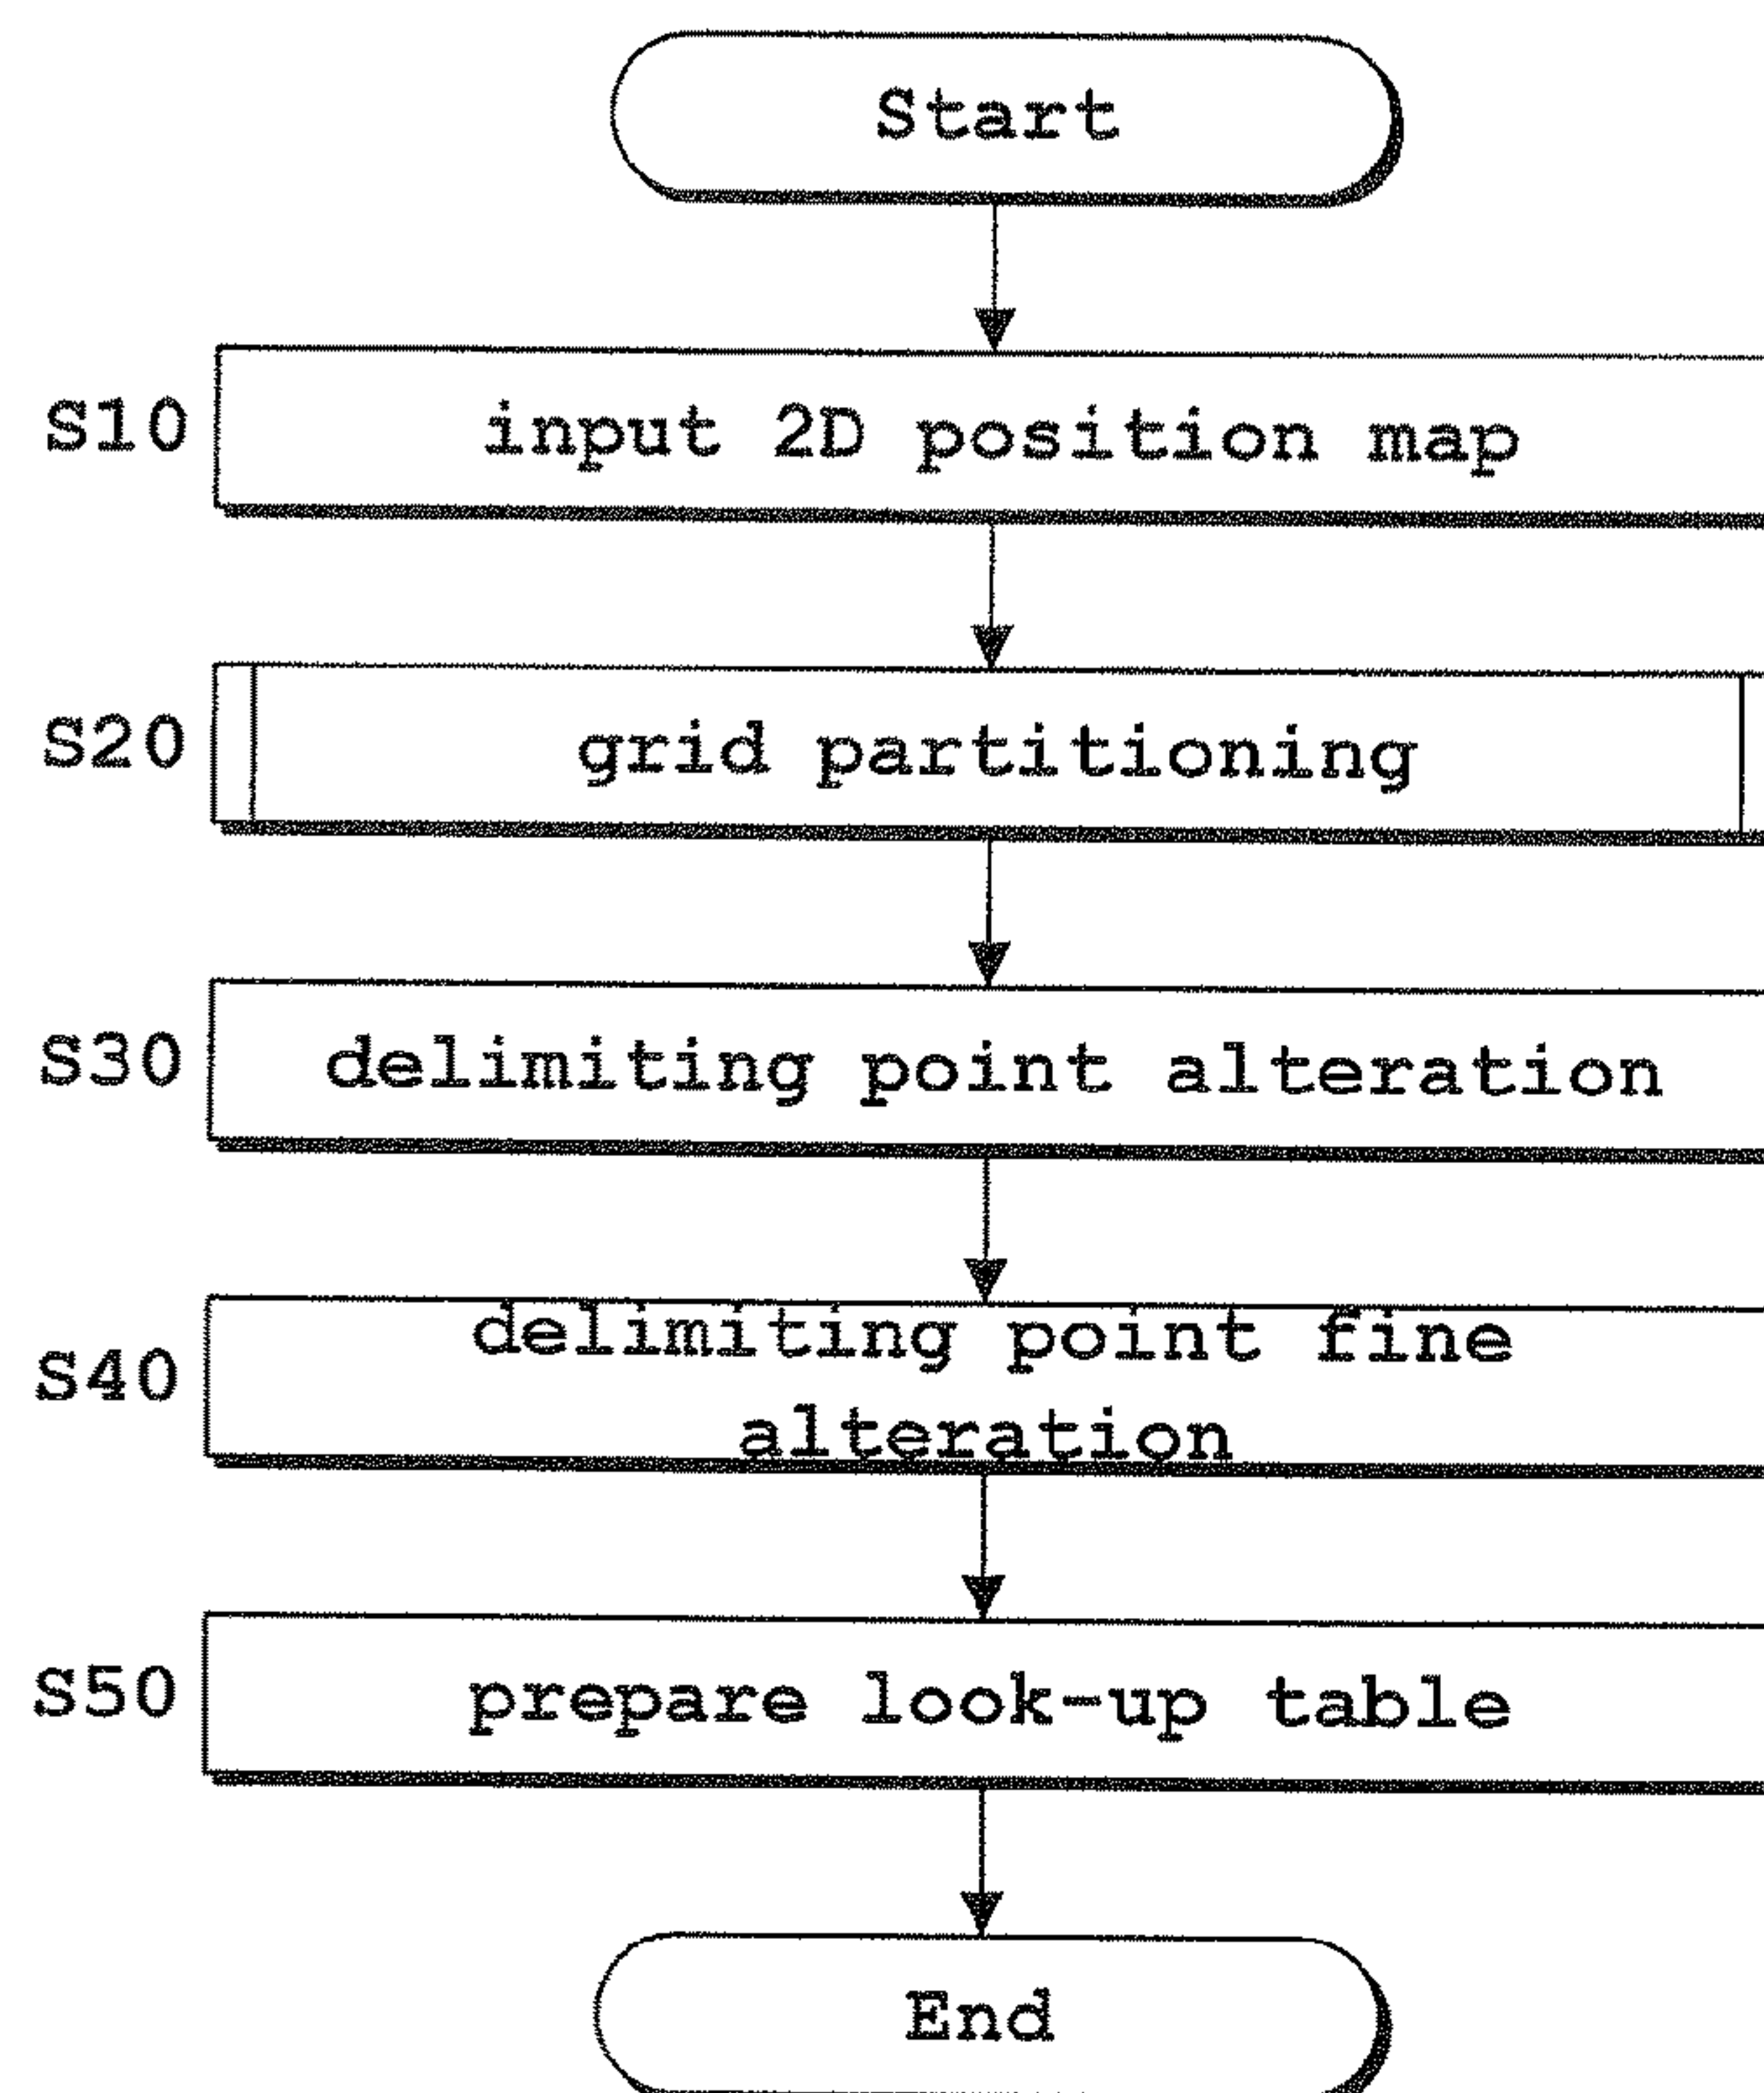 Start
S10 input 2D position map
S20 grid partitioning
S30 delimiting point alteration
S40 delimiting point fine
alteration
S50 prepare look-up table
End